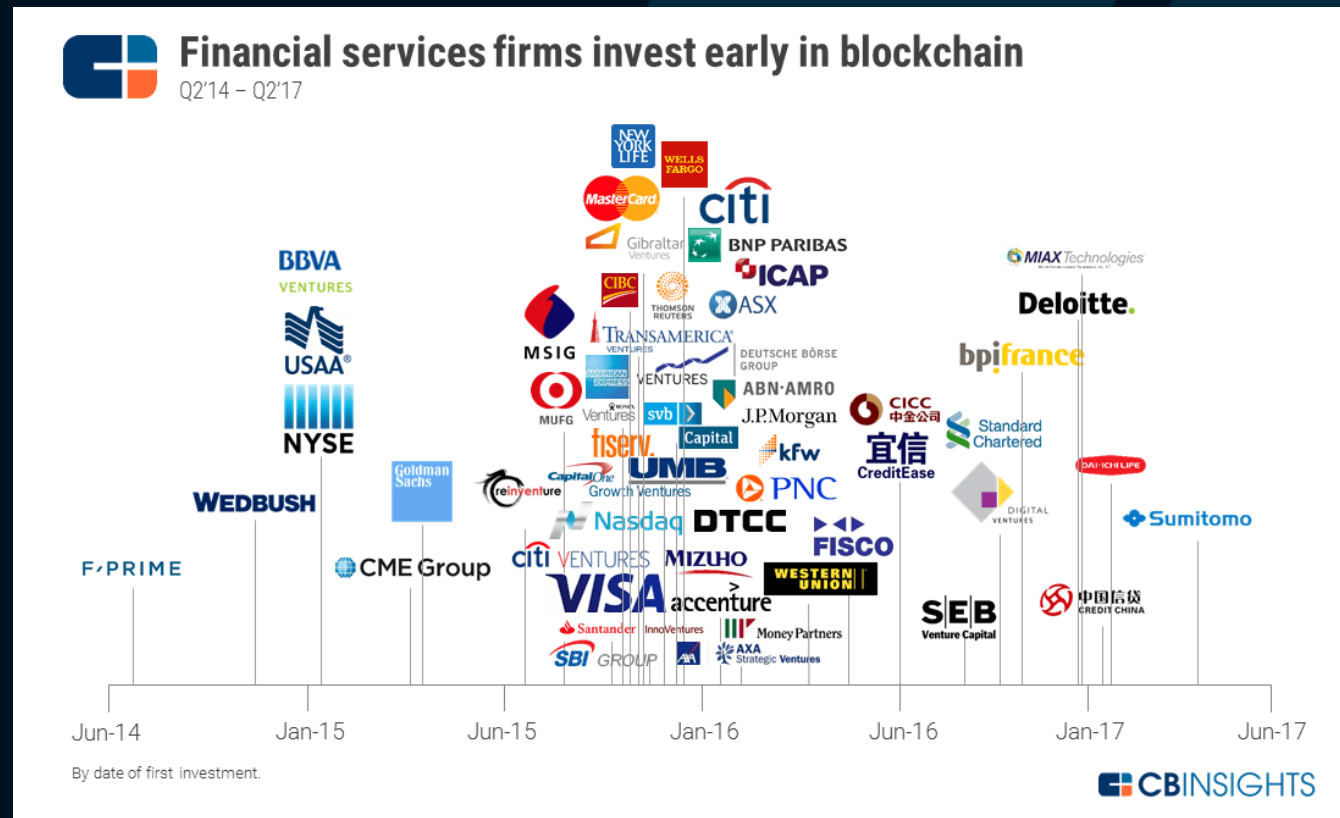 Financial services firms invest early in blockchain
Q2'14 – Q2'17
NEW
YORK
LIFE
WELLS
FARGO
MasterCard
citi
Gibraltar
Ventures
BNP PARIBAS
ICAP
BBVA
VENTURES
MIAX Technologies
CIBC
THOMSON
REUTERS
ASX
Deloitte.
USAA®
MSIG
TRANSAMERICA®
VENTURES
DEUTSCHE BÖRSE
GROUP
bpifrance
AMERICAN
EXPRESS
VENTURES
ABN·AMRO
NYSE
MUFG
Ventures
svb
J.P.Morgan
CICC
中金公司
Standard
Chartered
fiserv.
Capital
kfw
宜信
CreditEase
Goldman
Sachs
reinventure
CapitalOne
Growth Ventures
UMB
PNC
DAI-ICHI LIFE
WEDBUSH
DIGITAL
VENTURES
Nasdaq
DTCC
FISCO
Sumitomo
F/PRIME
CME Group
citi VENTURES
MIZUHO
WESTERN
UNION
VISA
accenture
SEB
Venture Capital
中国信贷
CREDIT CHINA
Santander InnoVentures
Money Partners
SBI GROUP
AXA
AXA
Strategic Ventures
Jun-14
Jan-15
Jun-15
Jan-16
Jun-16
Jan-17
Jun-17
By date of first investment.
CBINSIGHTS